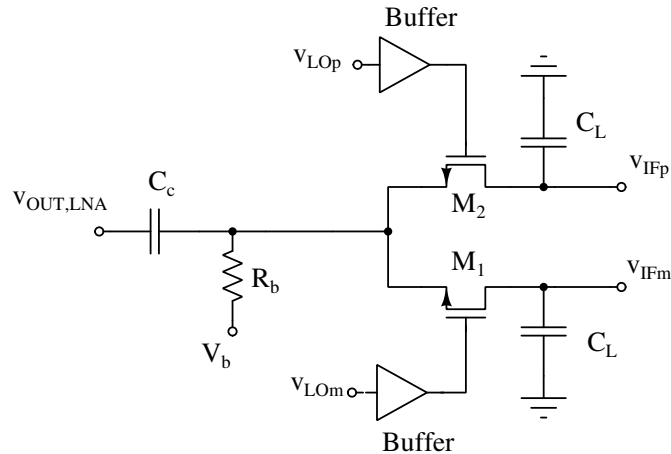 Buffer
v_LOp
C_L
v_IFp
M_2
C_c
v_OUT,LNA
M_1
v_IFm
R_b
V_b
C_L
v_LOm
Buffer